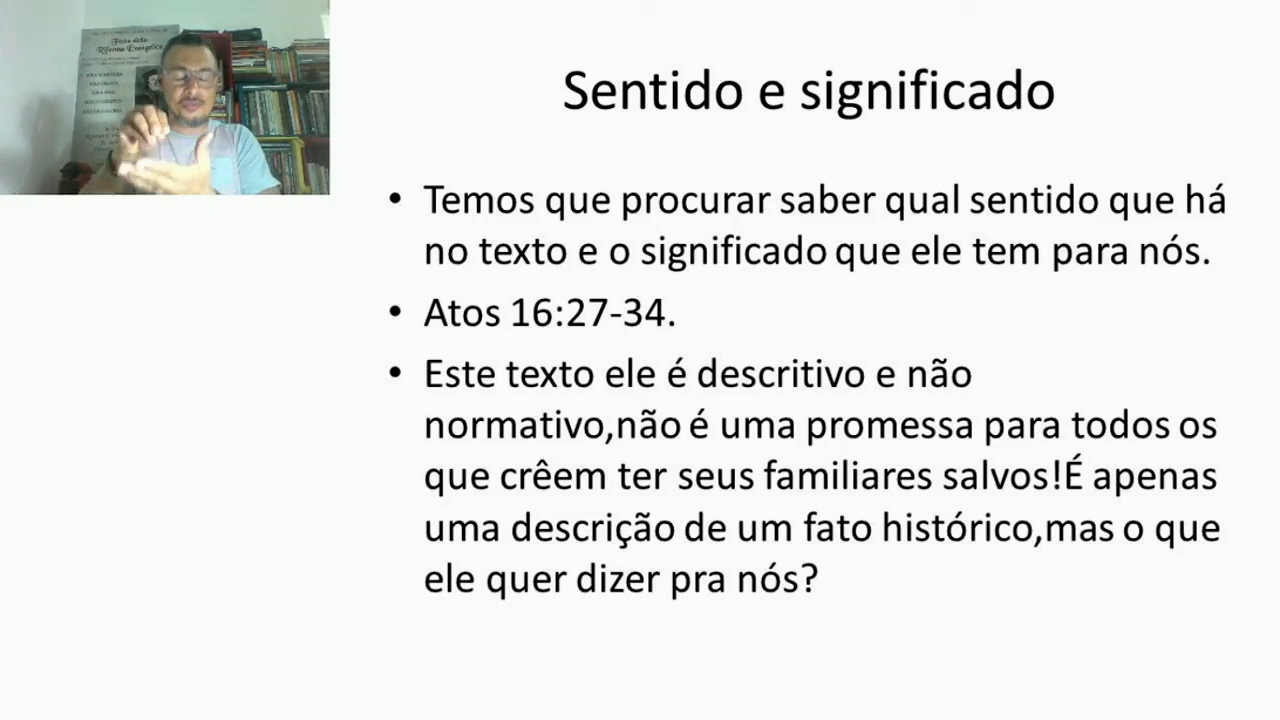 Sentido e significado
• Temos que procurar saber qual sentido que há
no texto e o significado que ele tem para nós.
• Atos 16:27-34.
• Este texto ele é descritivo e não
normativo,não é uma promessa para todos os
que crêem ter seus familiares salvos!É apenas
uma descrição de um fato histórico,mas o que
ele quer dizer pra nós?